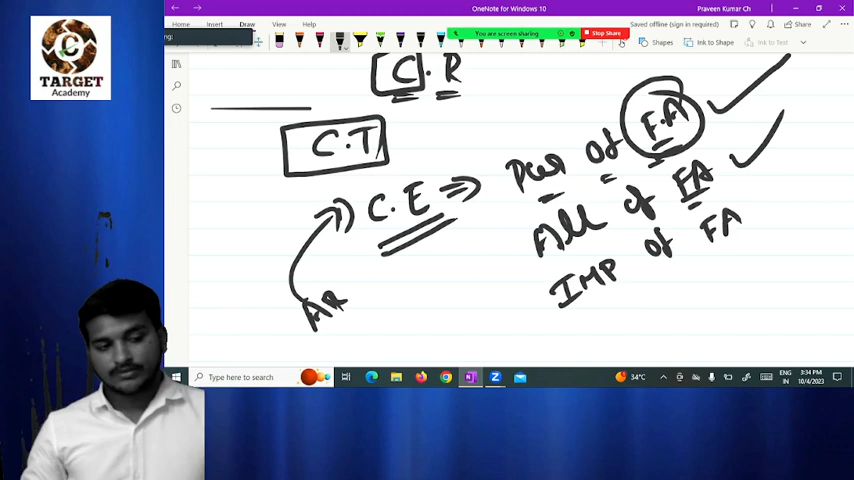 OneNote for Windows 10
Praveen Kumar Ch
Home Insert Draw View Help
Saved offline (sign in required)
Share
ng:
You are screen sharing
Stop Share
Shapes
Ink to Shape
Ink to Text
C
TARGET
Academy
C.R
C.T
C.E ⇒ Pur of F.A
All of FA
IMP of FA
AR
Type here to search
34°C
ENG
IN
3:34 PM
10/4/2023